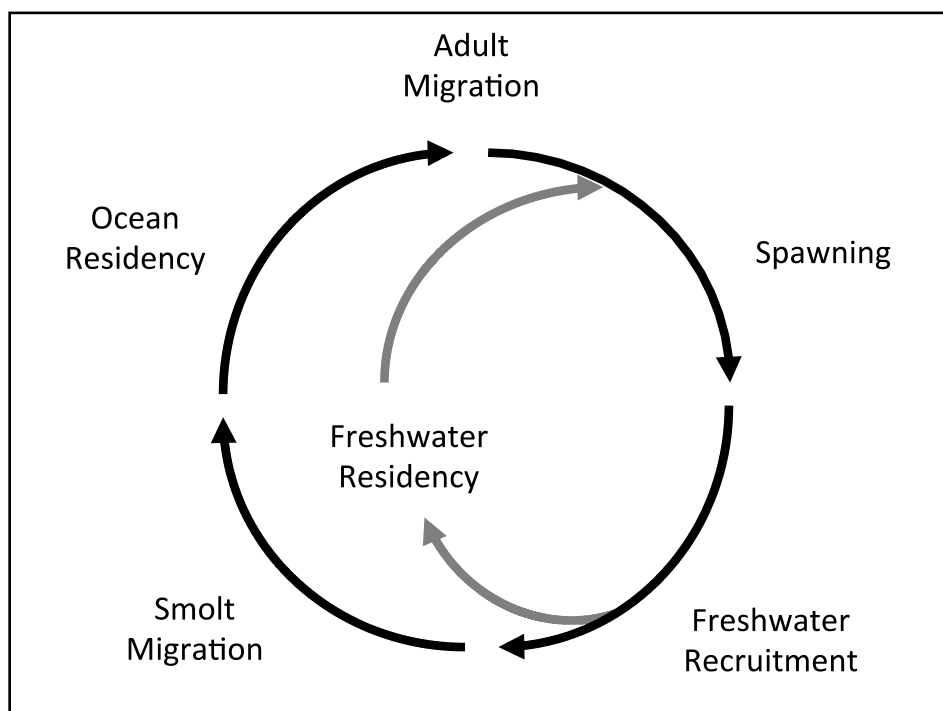 Adult
Migration
Ocean
Residency
Spawning
Freshwater
Residency
Smolt
Migration
Freshwater
Recruitment